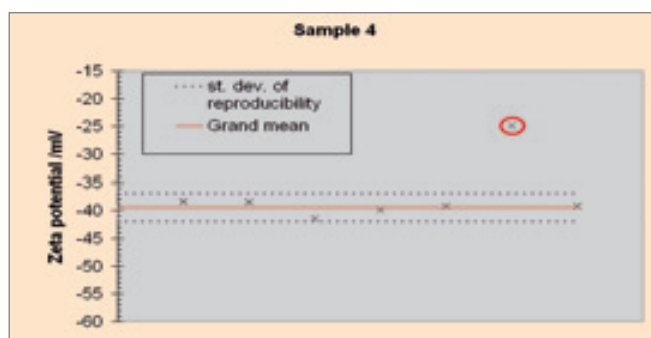 Sample 4
-15
-20
-25
-30
-35
-40
-45
-50
-55
-60
Zeta potential /mV
st. dev. of
reproducibility
Grand mean